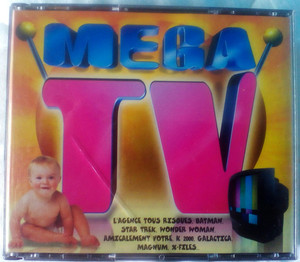 MEGA
TV
L'AGENCE TOUS RISQUES, BATMAN,
STAR TREK, WONDER WOMAN,
AMICALEMENT VOTRE, K 2000, GALACTICA,
MAGNUM, X-FILES...